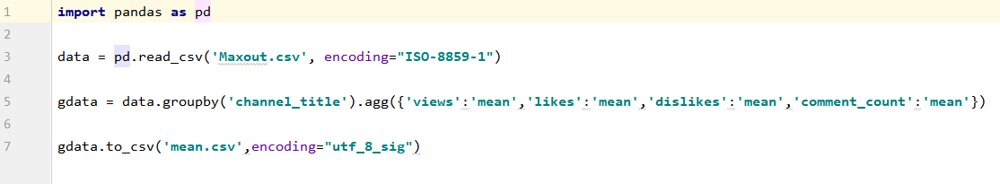 1 import pandas as pd
2
3 data = pd.read_csv('Maxout.csv', encoding="ISO-8859-1")
4
5 gdata = data.groupby('channel_title').agg({'views':'mean','likes':'mean','dislikes':'mean','comment_count':'mean'})
6
7 gdata.to_csv('mean.csv',encoding="utf_8_sig")